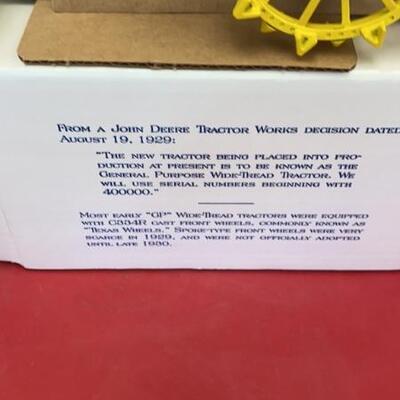 From a John Deere Tractor Works decision dated
August 19, 1929:
"The new tractor being placed into pro-
duction at present is to be known as the
General Purpose Wide-Tread Tractor. We
will use serial numbers beginning with
400000."
Most early "GP" Wide-Tread tractors were equipped
with C334R cast front wheels, commonly known as
"Texas Wheels." Spoke-type front wheels were very
scarce in 1929, and were not officially adopted
until late 1930.